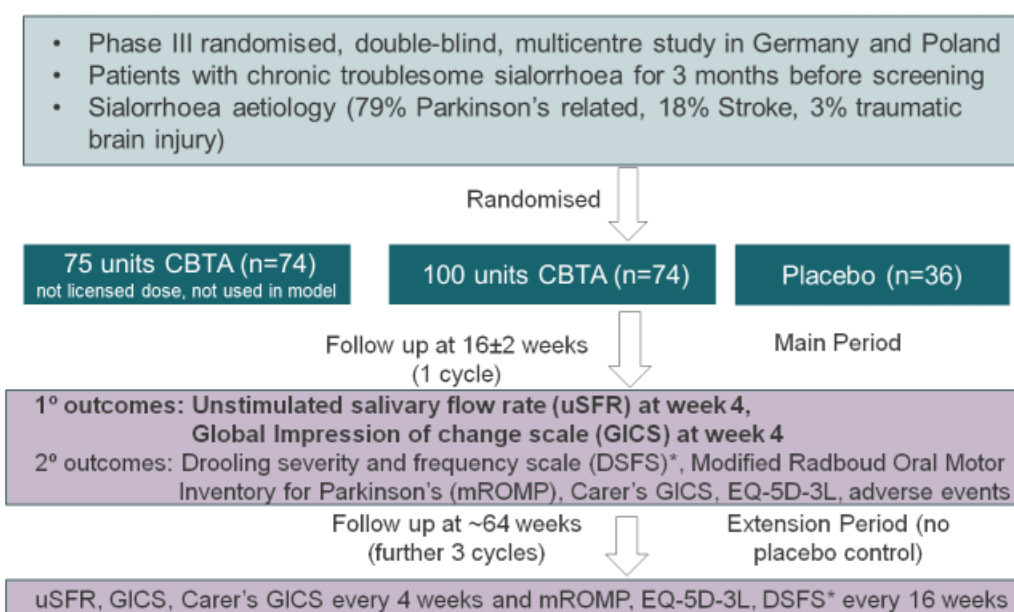 • Phase III randomised, double-blind, multicentre study in Germany and Poland
• Patients with chronic troublesome sialorrhoea for 3 months before screening
• Sialorrhoea aetiology (79% Parkinson's related, 18% Stroke, 3% traumatic
brain injury)
Randomised
75 units CBTA (n=74)
not licensed dose, not used in model
100 units CBTA (n=74)
Placebo (n=36)
Follow up at 16±2 weeks
(1 cycle)
Main Period
1º outcomes: Unstimulated salivary flow rate (uSFR) at week 4,
Global Impression of change scale (GICS) at week 4
2º outcomes: Drooling severity and frequency scale (DSFS)*, Modified Radboud Oral Motor
Inventory for Parkinson's (mROMP), Carer's GICS, EQ-5D-3L, adverse events
Follow up at ~64 weeks
(further 3 cycles)
Extension Period (no
placebo control)
uSFR, GICS, Carer's GICS every 4 weeks and mROMP, EQ-5D-3L, DSFS* every 16 weeks